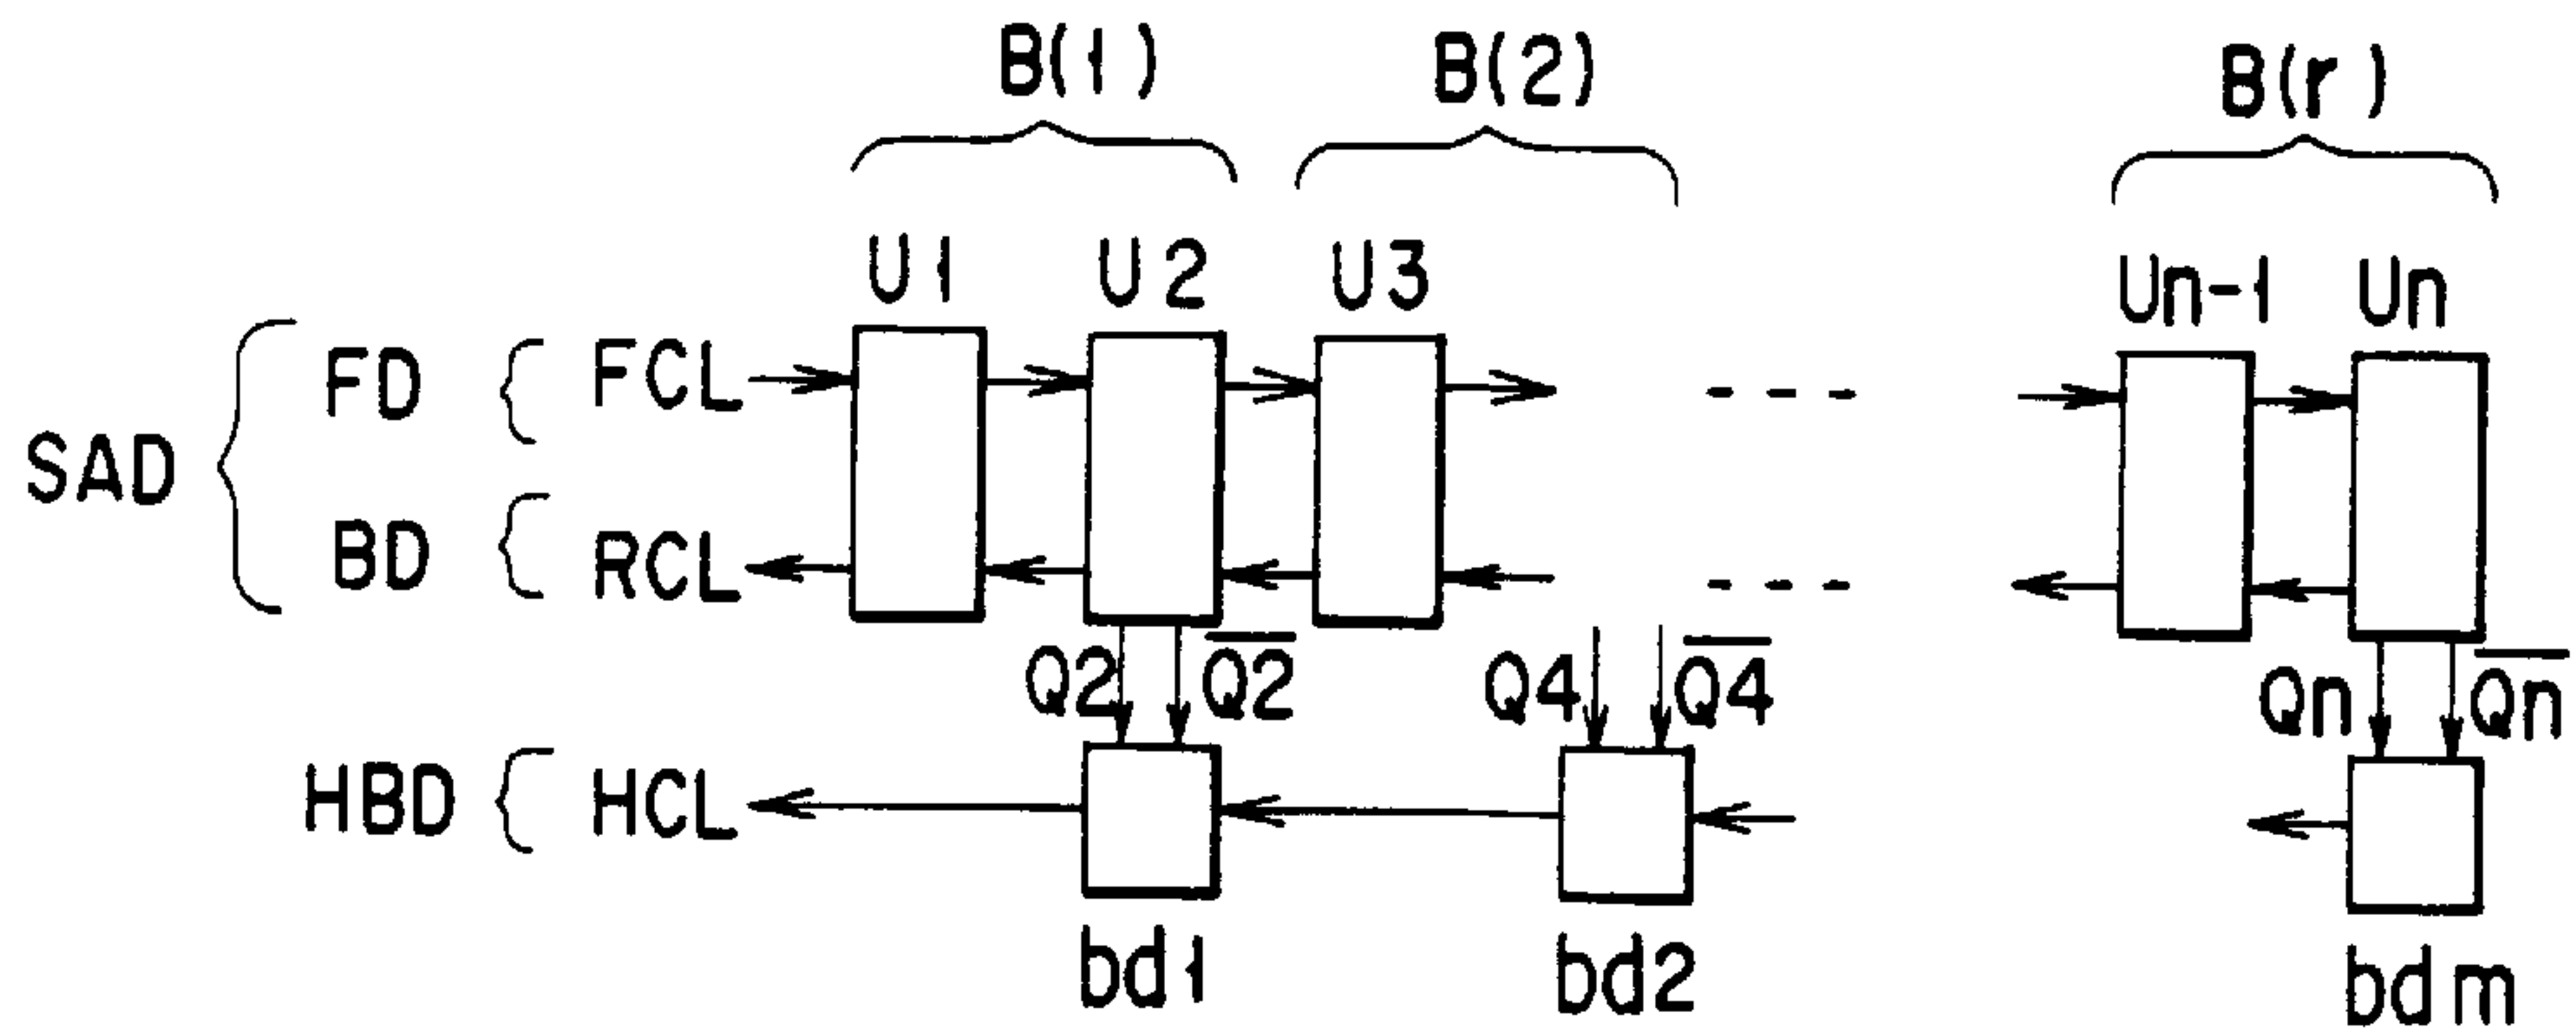 B(1) B(2) B(r)
U1 U2 U3 Un-1 Un
FD { FCL - - -
SAD {
BD { RCL - - -
Q2 Q̅2̅ Q4 Q̅4̅ Qn Q̅n̅
HBD { HCL
bd1 bd2 bdm